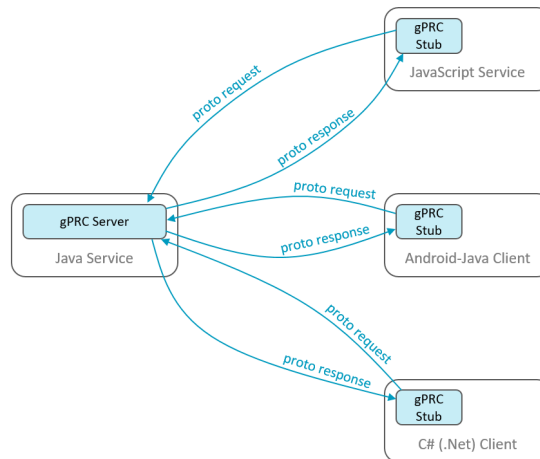 gPRC
Stub
JavaScript Service
proto request
proto response
proto request
gPRC
Stub
gPRC Server
proto response
Java Service
Android-Java Client
proto request
proto response
gPRC
Stub
C# (.Net) Client